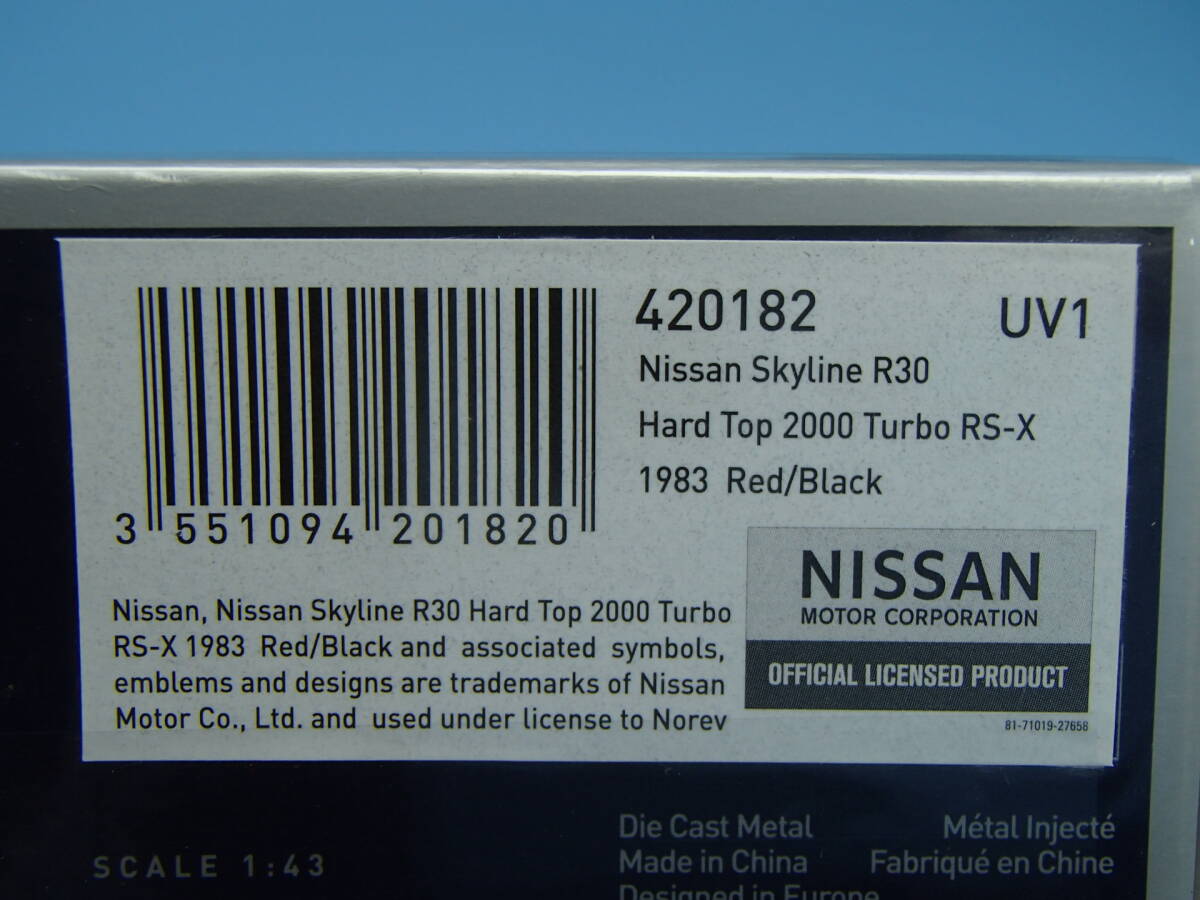 420182 UV1
Nissan Skyline R30
Hard Top 2000 Turbo RS-X
1983 Red/Black
3 551094 201820
NISSAN
MOTOR CORPORATION
OFFICIAL LICENSED PRODUCT
81-71019-27658
Nissan, Nissan Skyline R30 Hard Top 2000 Turbo
RS-X 1983 Red/Black and associated symbols,
emblems and designs are trademarks of Nissan
Motor Co., Ltd. and used under license to Norev
SCALE 1:43
Die Cast Metal
Made in China
Designed in Europe
Métal Injecté
Fabriqué en Chine